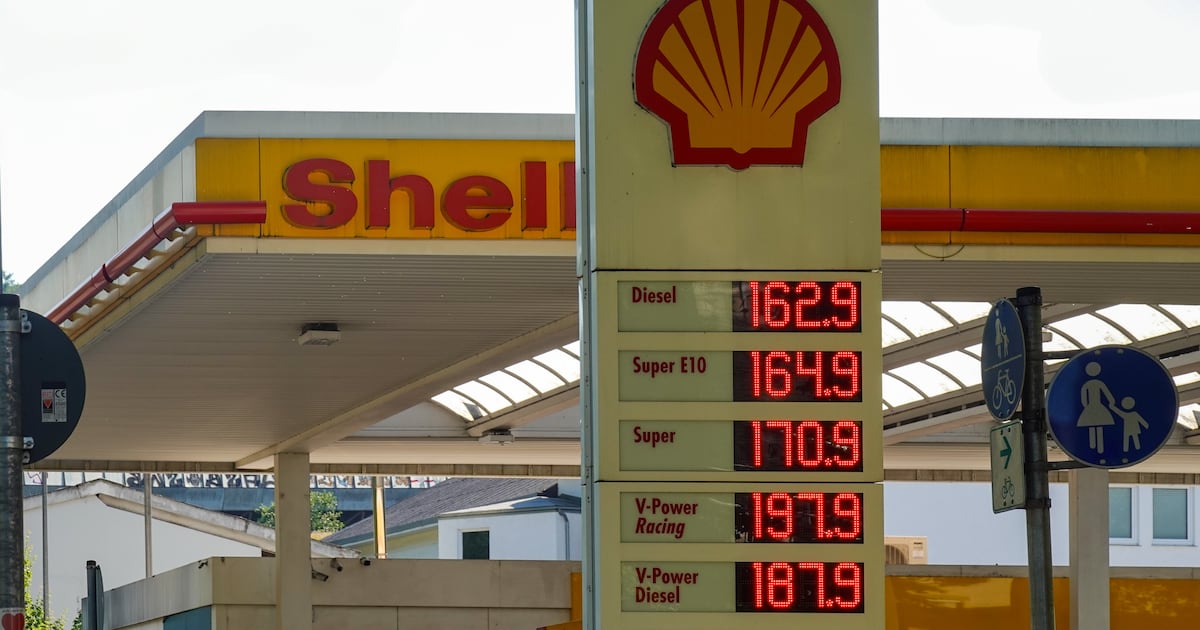 Shell
Diesel 162.9
Super E10 164.9
Super 170.9
V-Power
Racing 197.9
V-Power
Diesel 187.9